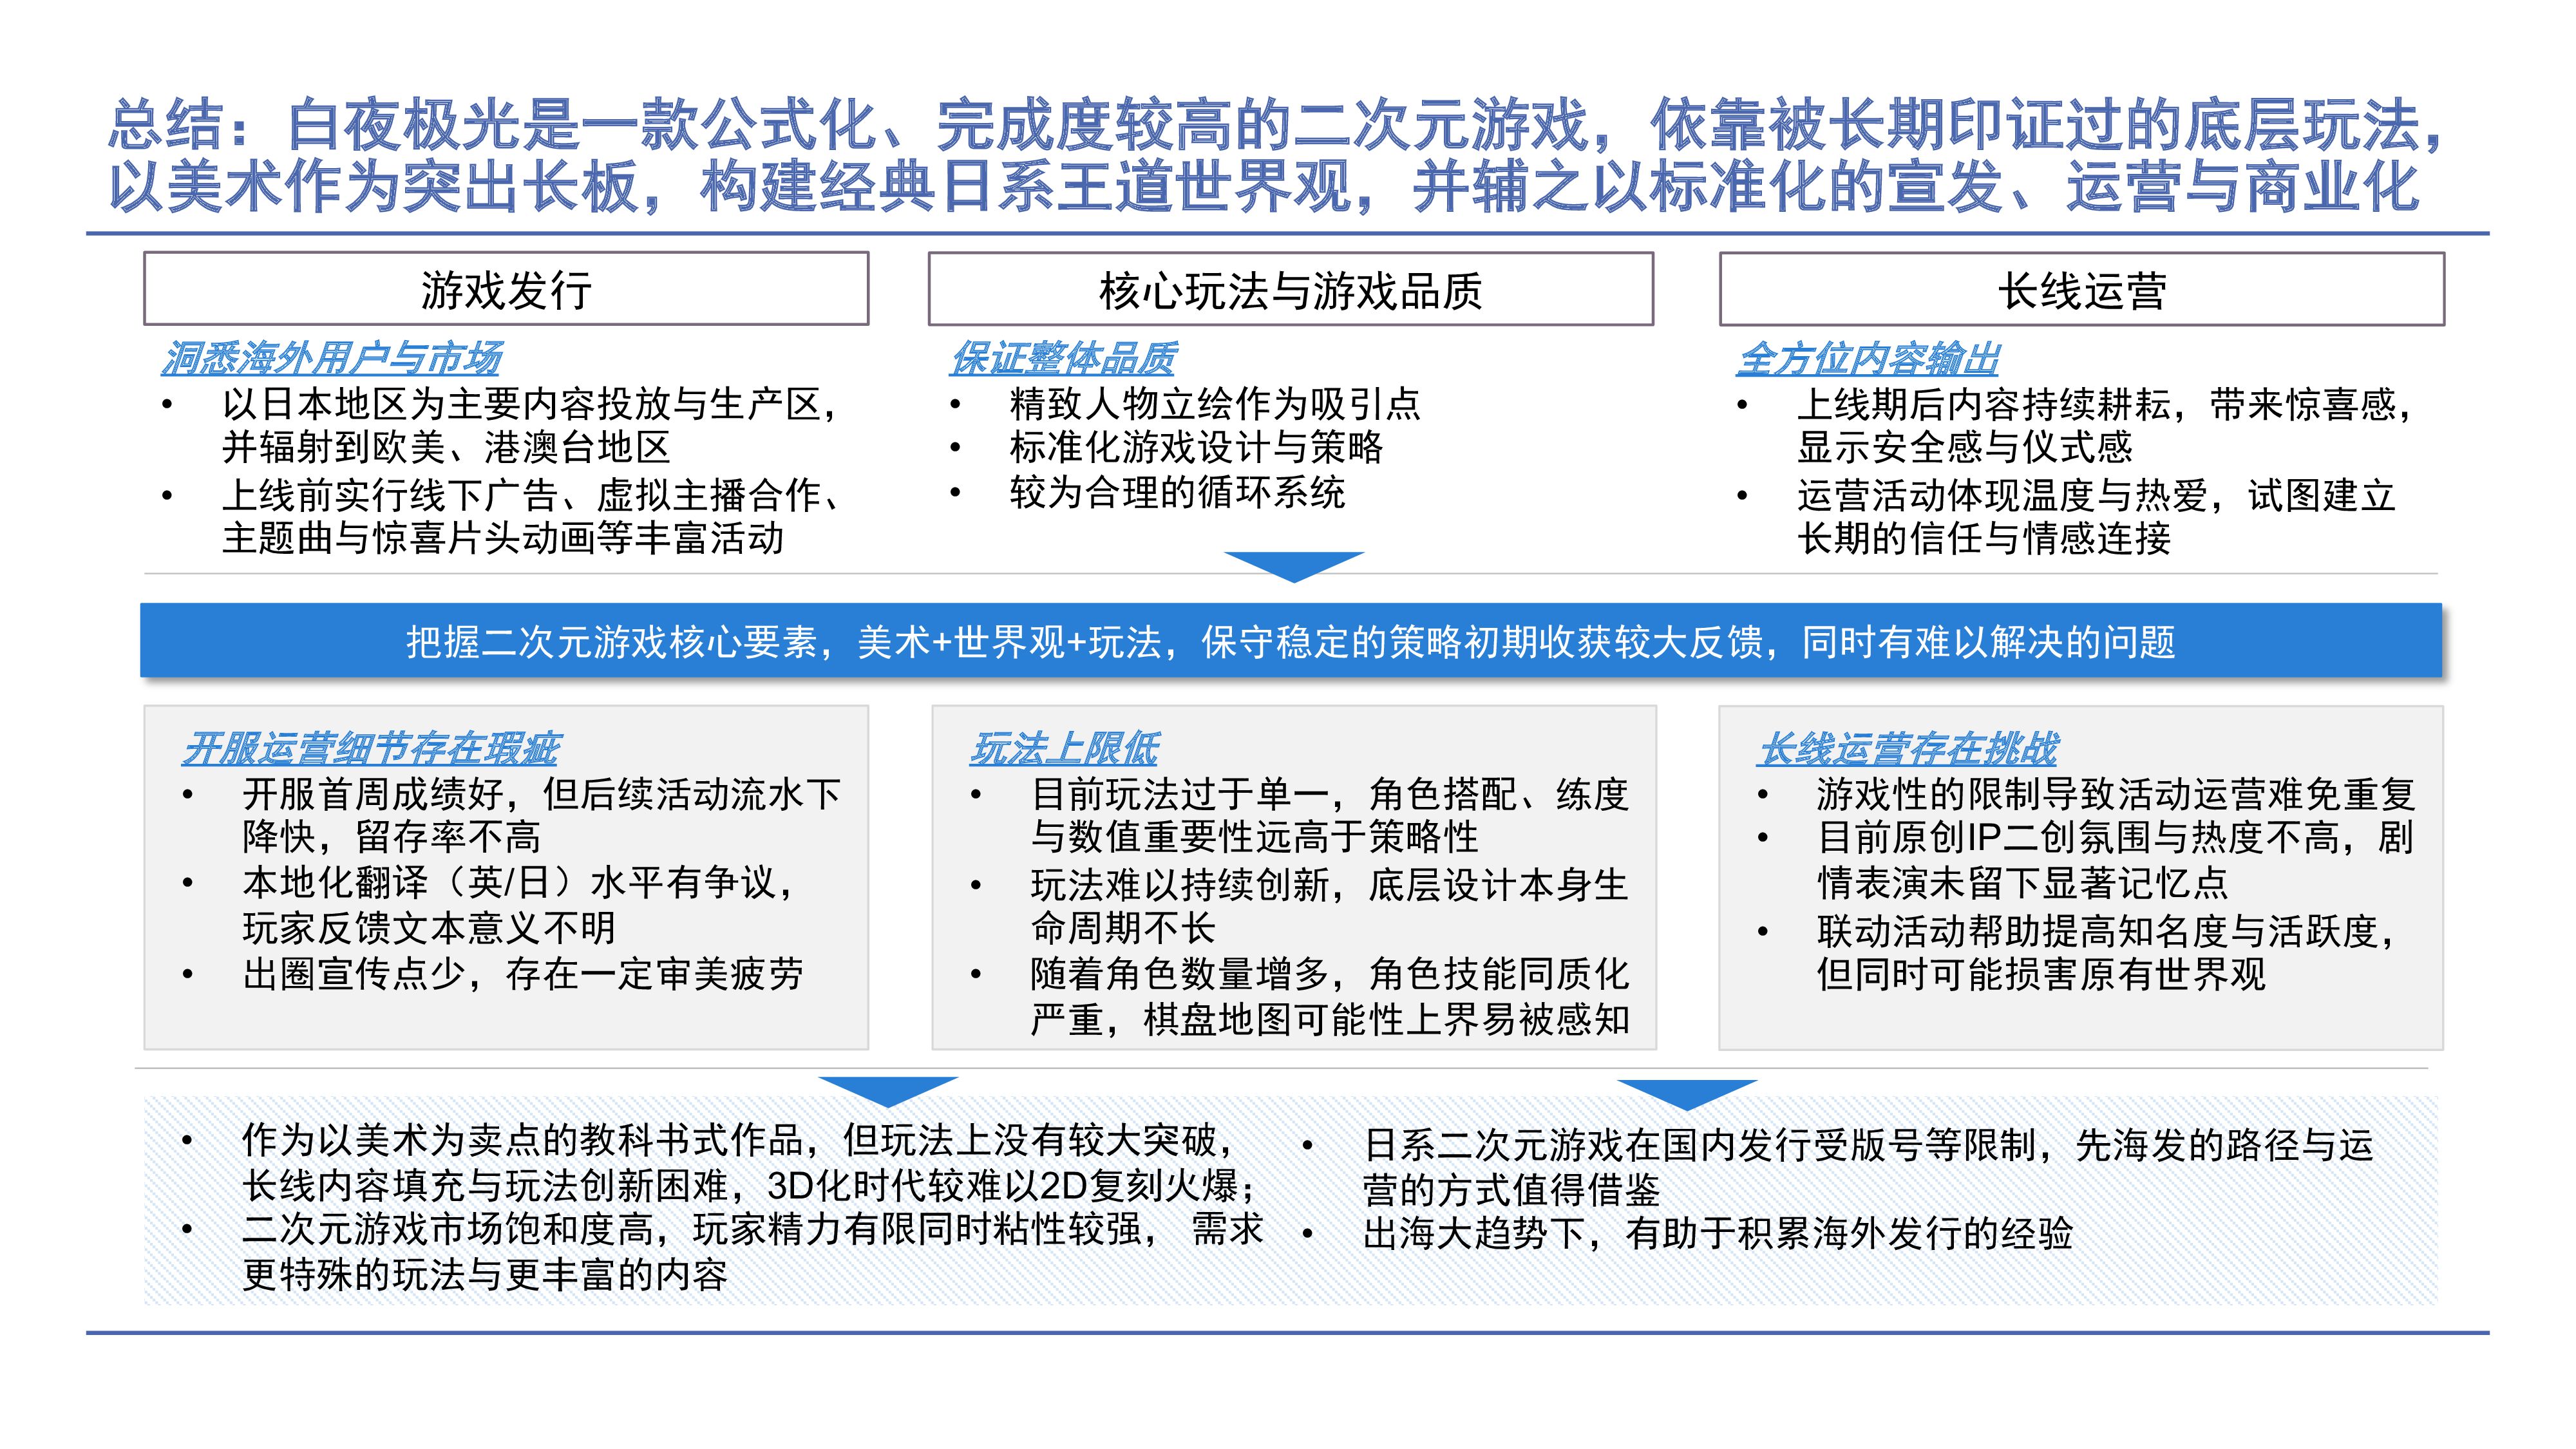 总结：白夜极光是一款公式化、完成度较高的二次元游戏，依靠被长期印证过的底层玩法，
以美术作为突出长板，构建经典日系王道世界观，并辅之以标准化的宣发、运营与商业化
游戏发行
洞悉海外用户与市场
• 以日本地区为主要内容投放与生产区，
并辐射到欧美、港澳台地区
• 上线前实行线下广告、虚拟主播合作、
主题曲与惊喜片头动画等丰富活动
核心玩法与游戏品质
保证整体品质
• 精致人物立绘作为吸引点
• 标准化游戏设计与策略
• 较为合理的循环系统
长线运营
全方位内容输出
• 上线期后内容持续耕耘，带来惊喜感，
显示安全感与仪式感
• 运营活动体现温度与热爱，试图建立
长期的信任与情感连接
把握二次元游戏核心要素，美术+世界观+玩法，保守稳定的策略初期收获较大反馈，同时有难以解决的问题
开服运营细节存在瑕疵
• 开服首周成绩好，但后续活动流水下
降快，留存率不高
• 本地化翻译（英/日）水平有争议，
玩家反馈文本意义不明
• 出圈宣传点少，存在一定审美疲劳
玩法上限低
• 目前玩法过于单一，角色搭配、练度
与数值重要性远高于策略性
• 玩法难以持续创新，底层设计本身生
命周期不长
• 随着角色数量增多，角色技能同质化
严重，棋盘地图可能性上界易被感知
长线运营存在挑战
• 游戏性的限制导致活动运营难免重复
• 目前原创IP二创氛围与热度不高，剧
情表演未留下显著记忆点
• 联动活动帮助提高知名度与活跃度，
但同时可能损害原有世界观
• 作为以美术为卖点的教科书式作品，但玩法上没有较大突破，
长线内容填充与玩法创新困难，3D化时代较难以2D复刻火爆；
• 二次元游戏市场饱和度高，玩家精力有限同时粘性较强， 需求
更特殊的玩法与更丰富的内容
• 日系二次元游戏在国内发行受版号等限制，先海发的路径与运
营的方式值得借鉴
• 出海大趋势下，有助于积累海外发行的经验